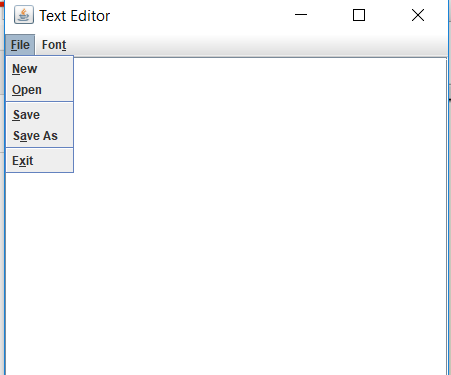 Text Editor
File Font
New
Open
Save
Save As
Exit